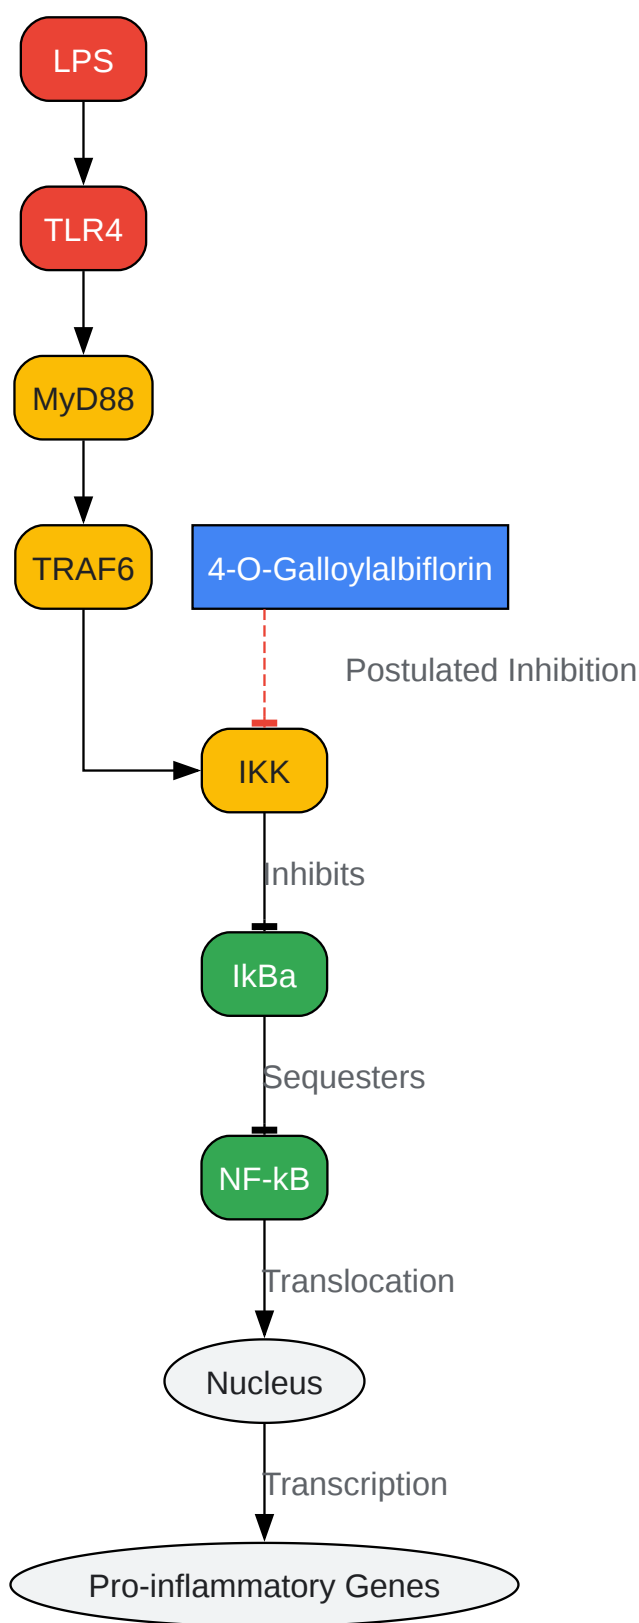 LPS
TLR4
MyD88
TRAF6
4-O-Galloylalbiflorin
Postulated Inhibition
IKK
Inhibits
IkBa
Sequesters
NF-kB
Translocation
Nucleus
Transcription
Pro-inflammatory Genes